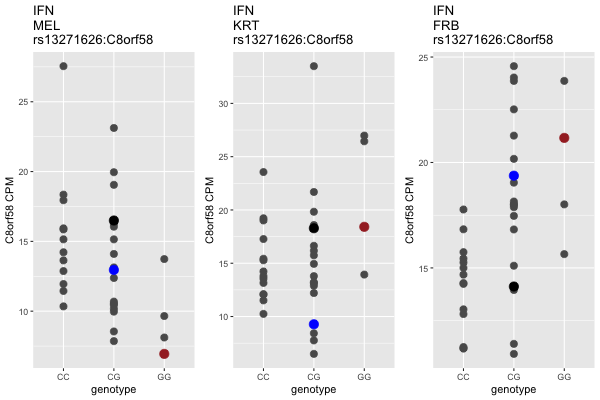 IFN
MEL
rs13271626:C8orf58
C8orf58 CPM
25
20
15
10
CC
CG
GG
genotype
IFN
KRT
rs13271626:C8orf58
C8orf58 CPM
30
25
20
15
10
CC
CG
GG
genotype
IFN
FRB
rs13271626:C8orf58
C8orf58 CPM
25
20
15
CC
CG
GG
genotype